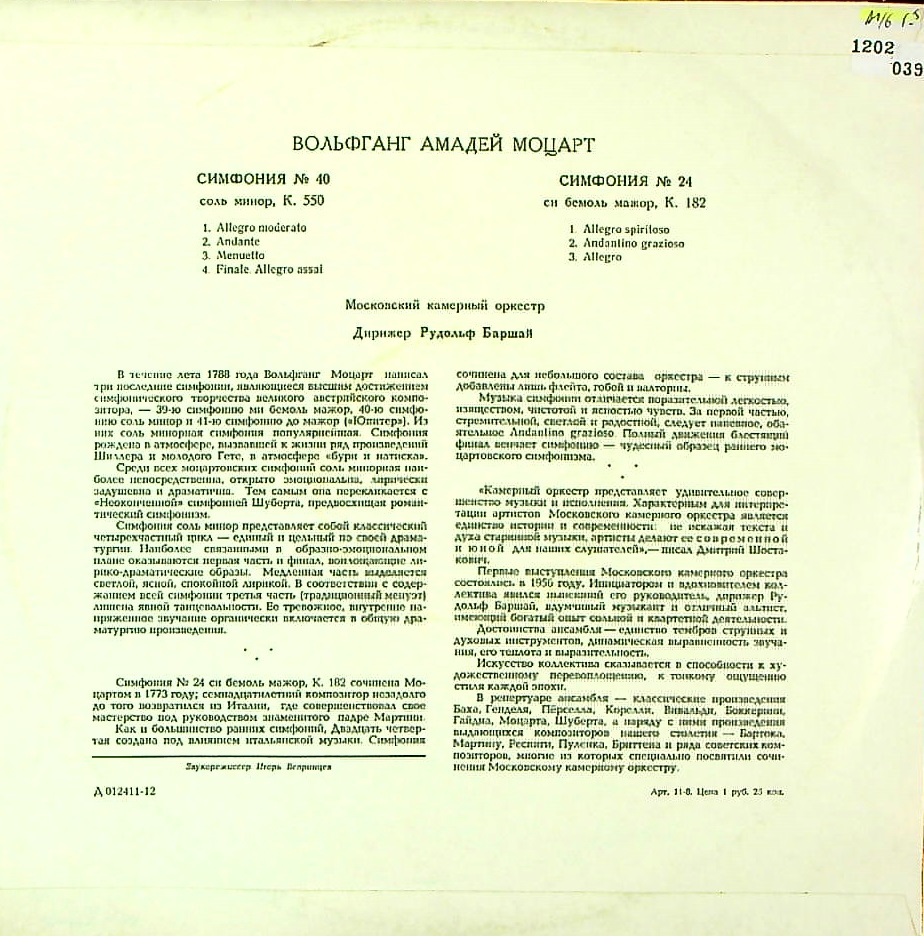 1202
039
ВОЛЬФГАНГ АМАДЕЙ МОЦАРТ
СИМФОНИЯ № 40
соль минор, К. 550
1. Allegro moderato
2. Andante
3. Menuetto
4. Finale. Allegro assai
СИМФОНИЯ № 24
си бемоль мажор, К. 182
1. Allegro spirituoso
2. Andantino grazioso
3. Allegro
Московский камерный оркестр
Дирижер Рудольф Баршай
В течение лета 1788 года Вольфганг Моцарт написал
три последние симфонии, являющиеся высшим достижением
симфонического творчества великого австрийского компо-
зитора, — 39-ю симфонию ми бемоль мажор, 40-ю симфо-
нию соль минор и 41-ю симфонию до мажор («Юпитер»). Из
них соль минорная симфония популярнейшая. Симфония
рождена в атмосфере, вызвавшей к жизни ряд произведений
Шиллера и молодого Гете, в атмосфере «бури и натиска».
Среди всех моцартовских симфоний соль минорная наи-
более непосредственна, открыто эмоциональна, лирически
задушевна и драматична. Тем самым она перекликается с
«Неоконченной» симфонией Шуберта, предвосхищая роман-
тический симфонизм.
Симфония соль минор представляет собой классический
четырехчастный цикл — единый и цельный по своей драма-
тургии. Наиболее связанными в образно-эмоциональном
плане оказываются первая часть и финал, воплощающие ли-
рико-драматические образы. Медленная часть выделяется
светлой, ясной, спокойной лирикой. В соответствии с содер-
жанием всей симфонии третья часть (традиционный менуэт)
лишена явной танцевальности. Ее тревожное, внутренне на-
пряженное звучание органически включается в общую дра-
матургию произведения.
Симфония № 24 си бемоль мажор, К. 182 сочинена Мо-
цартом в 1773 году; семнадцатилетний композитор незадолго
до того возвратился из Италии, где совершенствовал свое
мастерство под руководством знаменитого падре Мартини.
Как и большинство ранних симфоний, Двадцать четвер-
тая создана под влиянием итальянской музыки. Симфония
сочинена для небольшого состава оркестра — к струнным
добавлены лишь флейта, гобой и валторны.
Музыка симфонии отличается поразительной легкостью,
изяществом, чистотой и ясностью чувств. За первой частью,
стремительной, светлой и радостной, следует напевное, оба-
ятельное Andantino grazioso. Полный движения блестящий
финал венчает симфонию — чудесный образец раннего мо-
цартовского симфонизма.
«Камерный оркестр представляет удивительное совер-
шенство музыки и исполнения. Характерным для интерпре-
тации артистов Московского камерного оркестра является
единство истории и современности: не искажая текста и
духа старинной музыки, артисты делают ее современной
и юной для наших слушателей»,— писал Дмитрий Шоста-
кович.
Первые выступления Московского камерного оркестра
состоялись в 1956 году. Инициатором и вдохновителем кол-
лектива явился нынешний его руководитель, дирижер Ру-
дольф Баршай, вдумчивый музыкант и отличный альтист,
имеющий богатый опыт сольной и квартетной деятельности.
Достоинства ансамбля — единство тембров струнных и
духовых инструментов, динамическая выравненность звуча-
ния, его теплота и выразительность.
Искусство коллектива сказывается в способности к ху-
дожественному перевоплощению, к тонкому ощущению
стиля каждой эпохи.
В репертуаре ансамбля — классические произведения
Баха, Генделя, Пёрселла, Корелли, Вивальди, Боккерини,
Гайдна, Моцарта, Шуберта, а наряду с ними произведения
выдающихся композиторов нашего столетия — Бартока,
Мартину, Респиги, Пуленка, Бриттена и ряда советских ком-
позиторов, многие из которых специально посвятили сочи-
нения Московскому камерному оркестру.
Звукорежиссер Игорь Вепринцев
Д 012411-12
Арт. 11-8. Цена 1 руб. 25 коп.